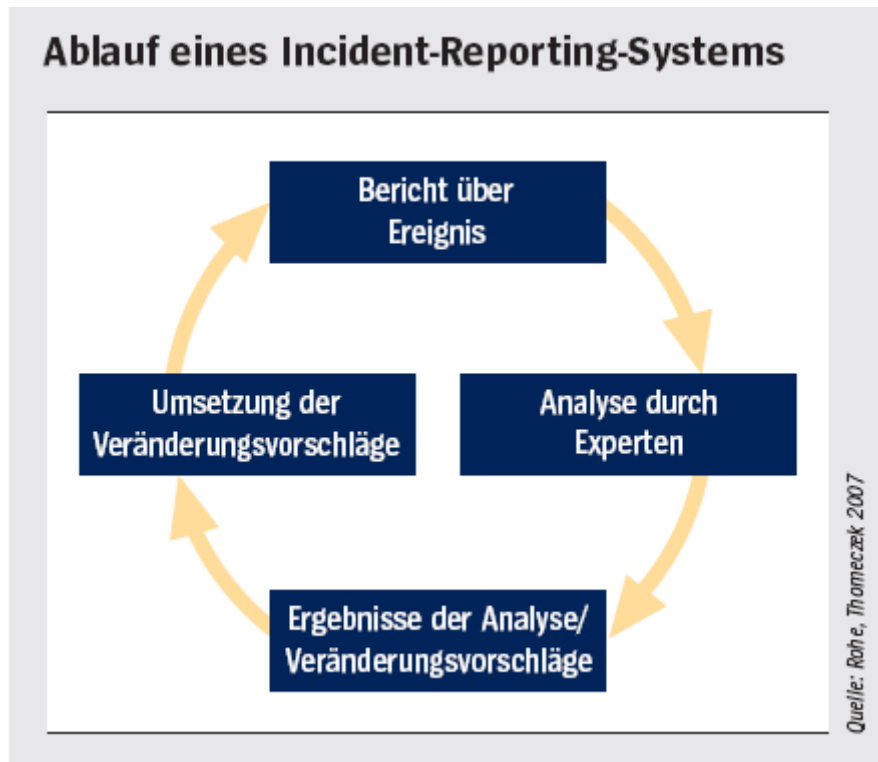 Ablauf eines Incident-Reporting-Systems
Bericht über
Ereignis
Umsetzung der
Veränderungsvorschläge
Analyse durch
Experten
Ergebnisse der Analyse/
Veränderungsvorschläge
Quelle: Rohe, Thomeczek 2007